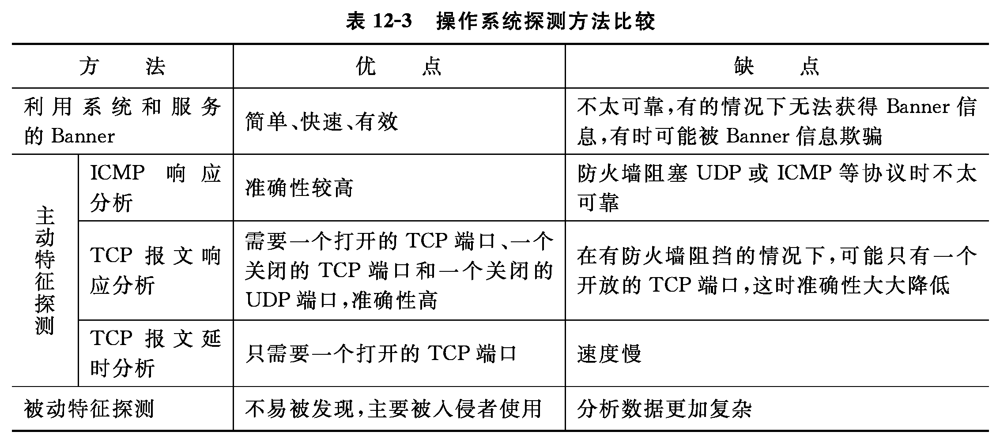 表 12-3 操作系统探测方法比较
方 法
优 点
缺 点
利用系统和服务
的 Banner
简单、快速、有效
不太可靠,有的情况下无法获得 Banner 信
息,有时可能被 Banner 信息欺骗
主动特征探测
ICMP 响应
分析
准确性较高
防火墙阻塞 UDP 或 ICMP 等协议时不太
可靠
TCP 报文响
应分析
需要一个打开的 TCP 端口、一个
关闭的 TCP 端口和一个关闭的
UDP 端口,准确性高
在有防火墙阻挡的情况下,可能只有一个
开放的 TCP 端口,这时准确性大大降低
TCP 报文延
时分析
只需要一个打开的 TCP 端口
速度慢
被动特征探测
不易被发现,主要被入侵者使用
分析数据更加复杂